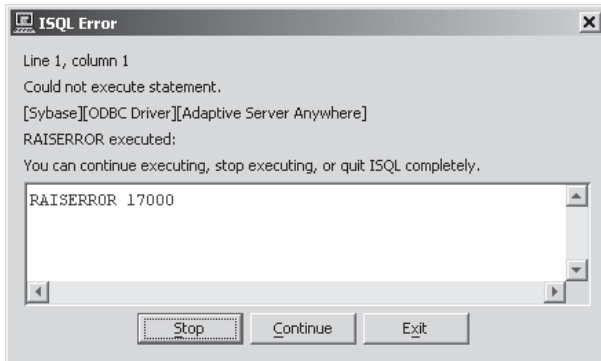 ISQL Error
Line 1, column 1
Could not execute statement.
[Sybase][ODBC Driver][Adaptive Server Anywhere]
RAISERROR executed:
You can continue executing, stop executing, or quit ISQL completely.
RAISERROR 17000
Stop
Continue
Exit